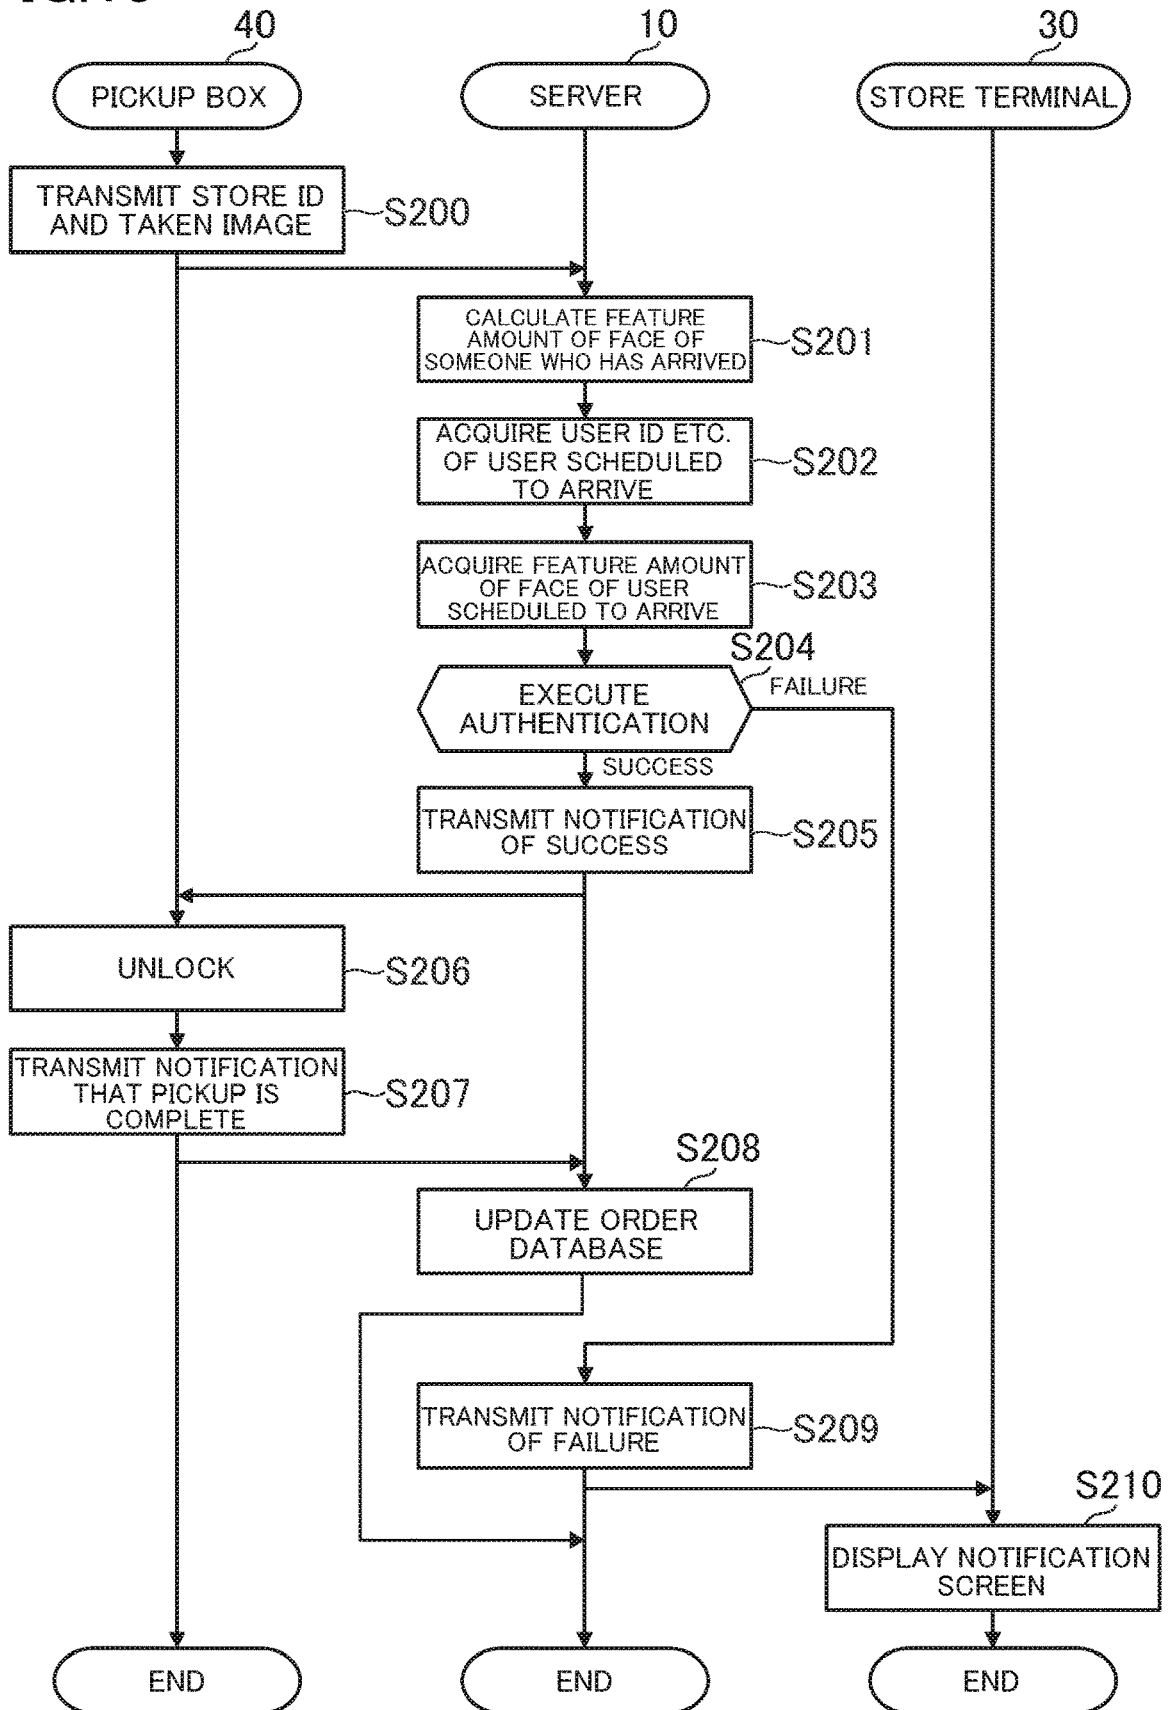 40
10
30
PICKUP BOX
SERVER
STORE TERMINAL
TRANSMIT STORE ID
AND TAKEN IMAGE
S200
CALCULATE FEATURE
AMOUNT OF FACE OF
SOMEONE WHO HAS ARRIVED
S201
ACQUIRE USER ID ETC.
OF USER SCHEDULED
TO ARRIVE
S202
ACQUIRE FEATURE AMOUNT
OF FACE OF USER
SCHEDULED TO ARRIVE
S203
S204
EXECUTE
AUTHENTICATION
FAILURE
SUCCESS
TRANSMIT NOTIFICATION
OF SUCCESS
S205
UNLOCK
S206
TRANSMIT NOTIFICATION
THAT PICKUP IS
COMPLETE
S207
S208
UPDATE ORDER
DATABASE
TRANSMIT NOTIFICATION
OF FAILURE
S209
S210
DISPLAY NOTIFICATION
SCREEN
END
END
END